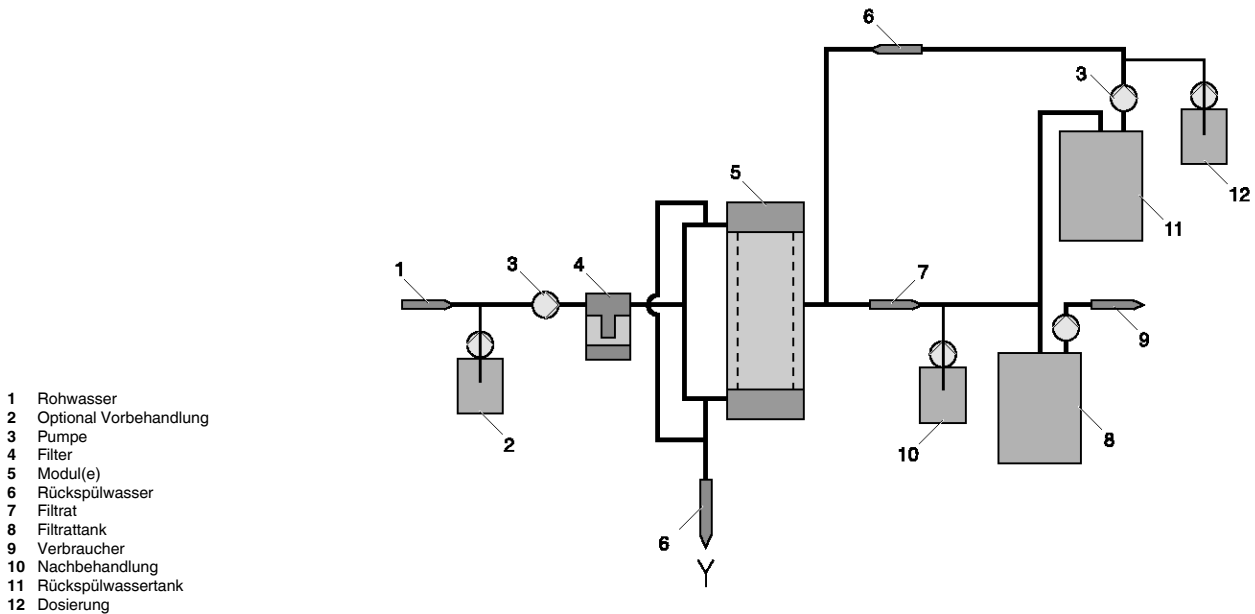 6
3
12
11
5
1
3
4
7
9
2
10
8
6
1 Rohwasser
2 Optional Vorbehandlung
3 Pumpe
4 Filter
5 Modul(e)
6 Rückspülwasser
7 Filtrat
8 Filtrattank
9 Verbraucher
10 Nachbehandlung
11 Rückspülwassertank
12 Dosierung